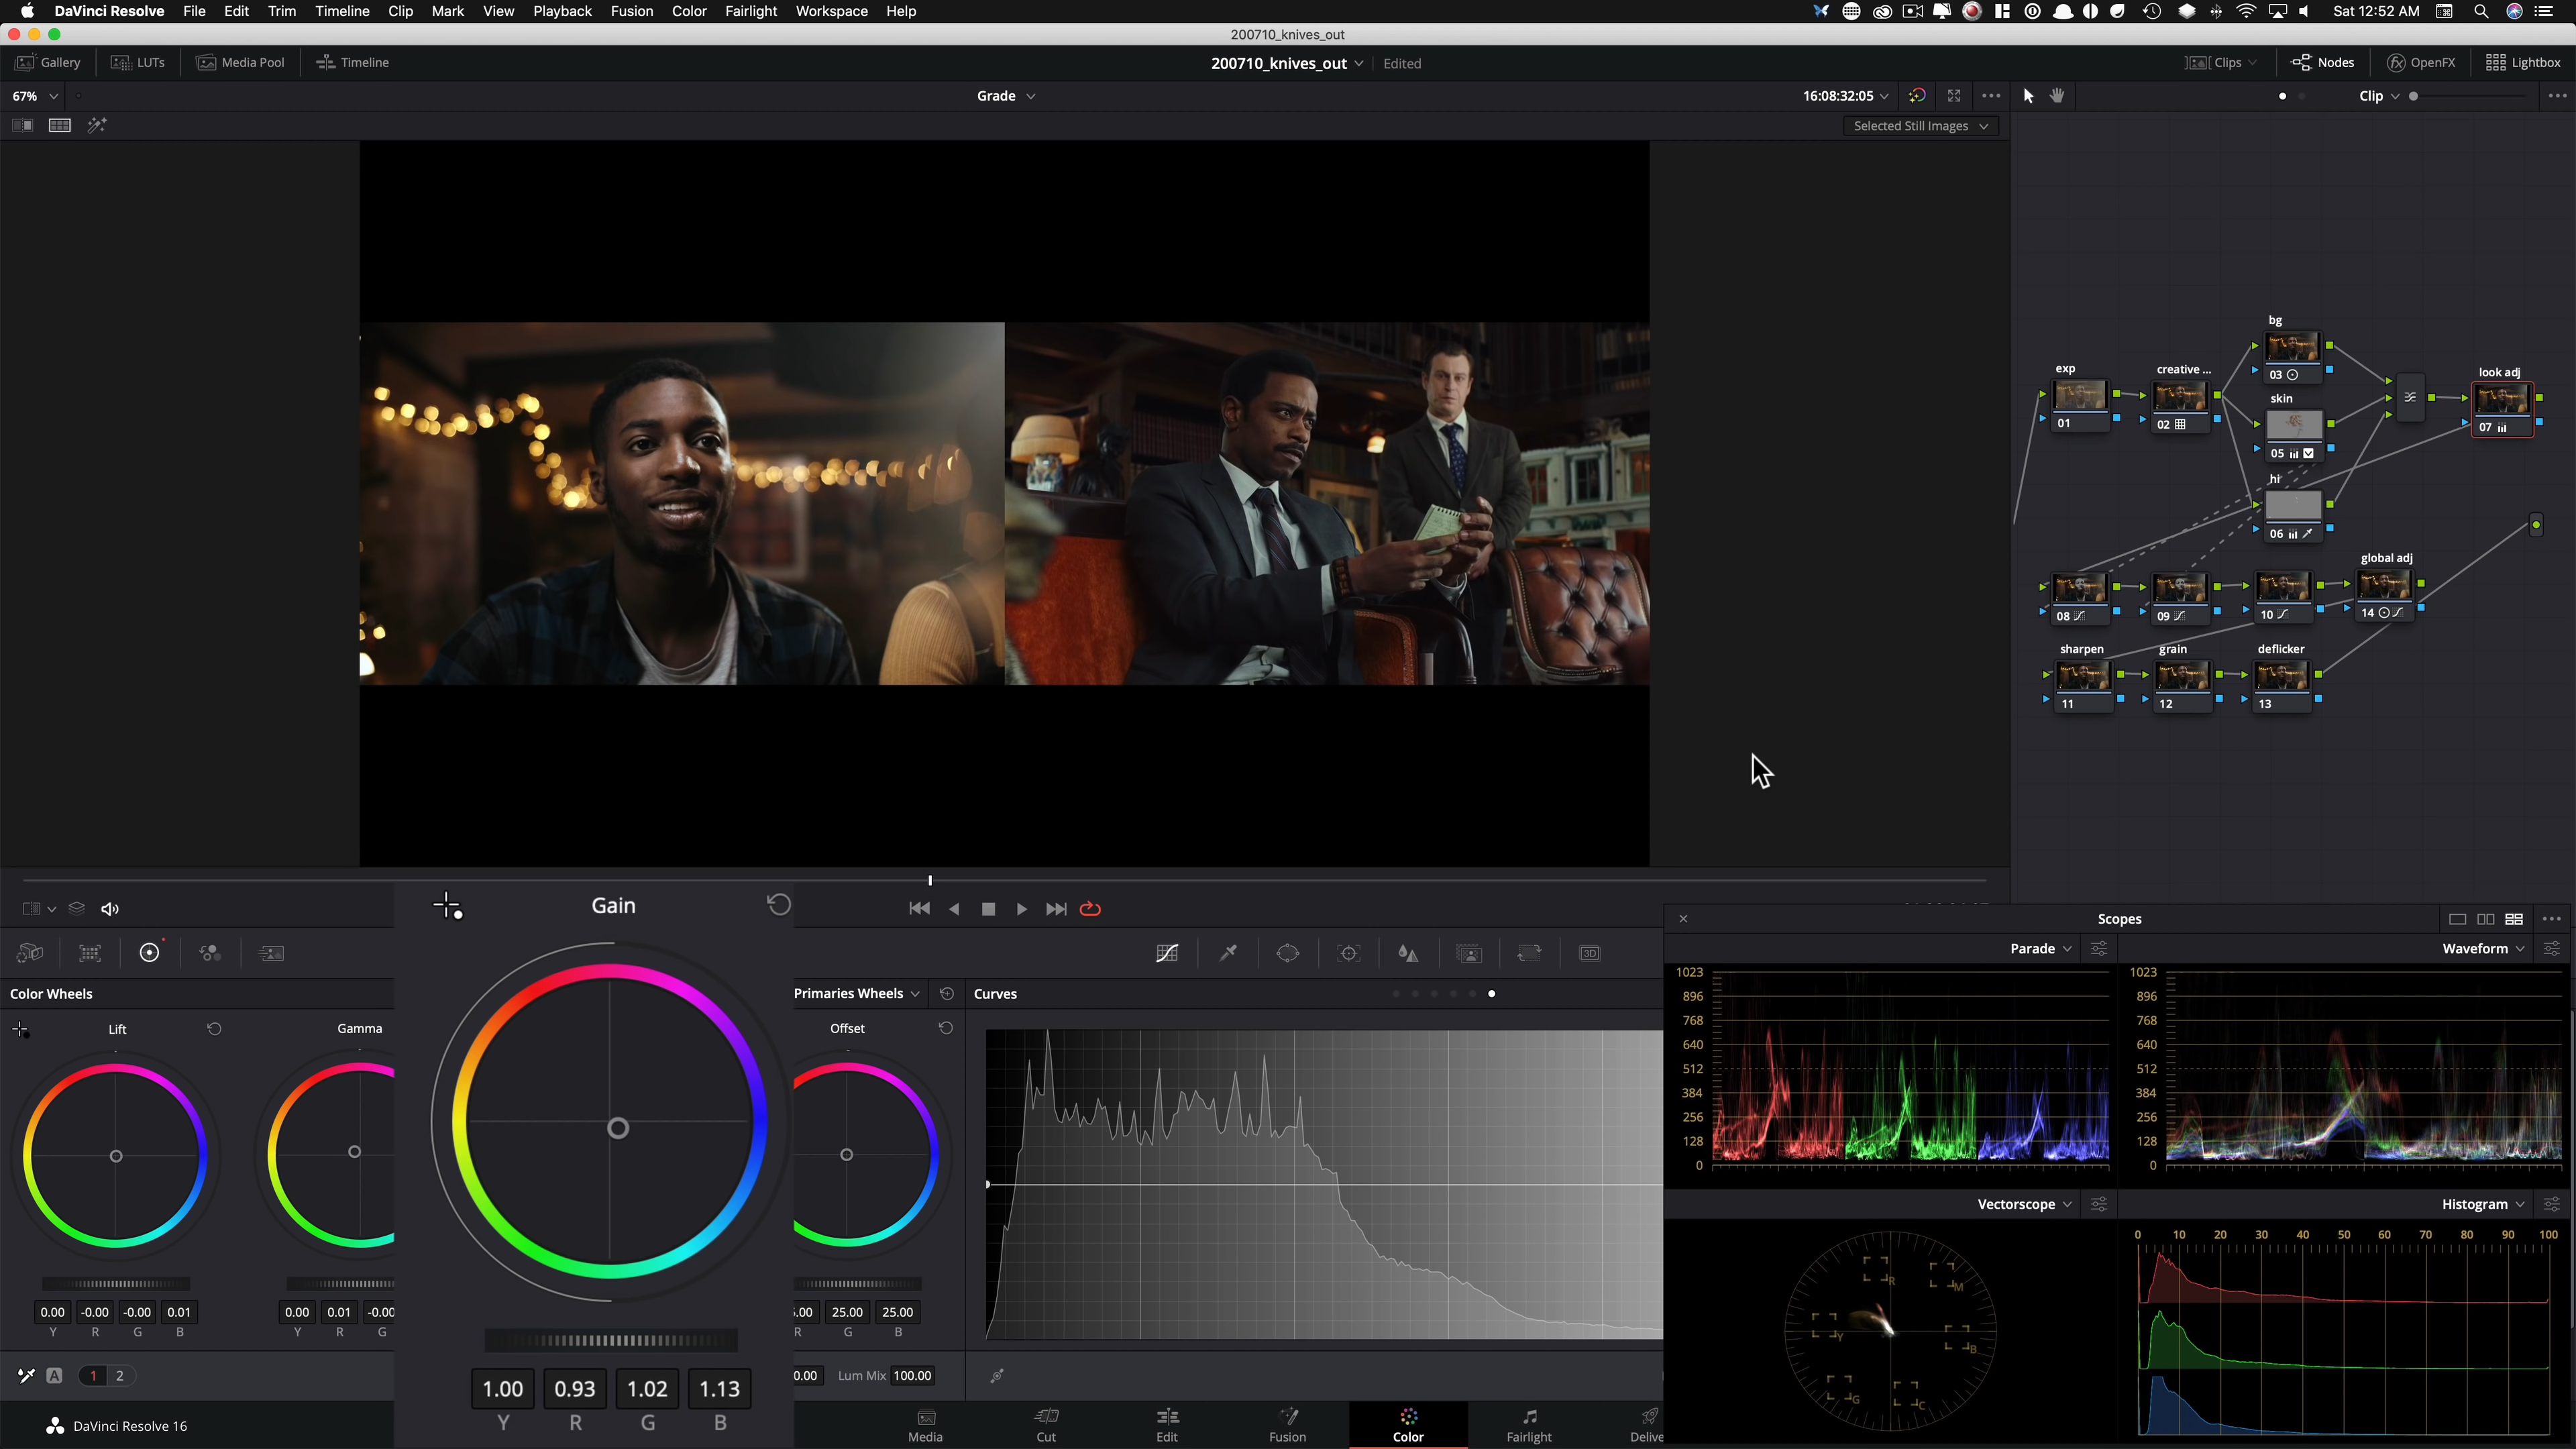 DaVinci Resolve File Edit Trim Timeline Clip Mark View Playback Fusion Color Fairlight Workspace Help Sat 12:52 AM
200710_knives_out
Gallery LUTs Media Pool Timeline 200710_knives_out Edited Clips Nodes OpenFX Lightbox
67% Grade 16:08:32:05 Clip
Selected Still Images
bg
03
exp
01
creative ...
02
skin
05
hi
06
look adj
07
08
09
10
global adj
14
sharpen
11
grain
12
deflicker
13
Gain
Scopes
Parade Waveform
Color Wheels Primaries Wheels Curves
Lift Gamma Offset
1023
896
768
640
512
384
256
128
0
1023
896
768
640
512
384
256
128
0
Vectorscope Histogram
R
M
Y
B
G
C
0 10 20 30 40 50 60 70 80 90 100
0.00 -0.00 -0.00 0.01
Y R G B
0.00 0.01 -0.00
Y R G
.00 25.00 25.00
R G B
1.00 0.93 1.02 1.13
Y R G B
A 1 2 0.00 Lum Mix 100.00
3D
DaVinci Resolve 16
Media Cut Edit Fusion Color Fairlight Delive